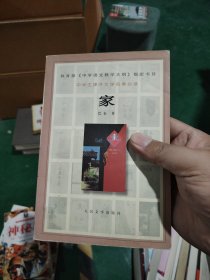 教育部《中学语文教学大纲》指定书目
中学生课外文学名著必读
家
巴金 著
人民文学出版社